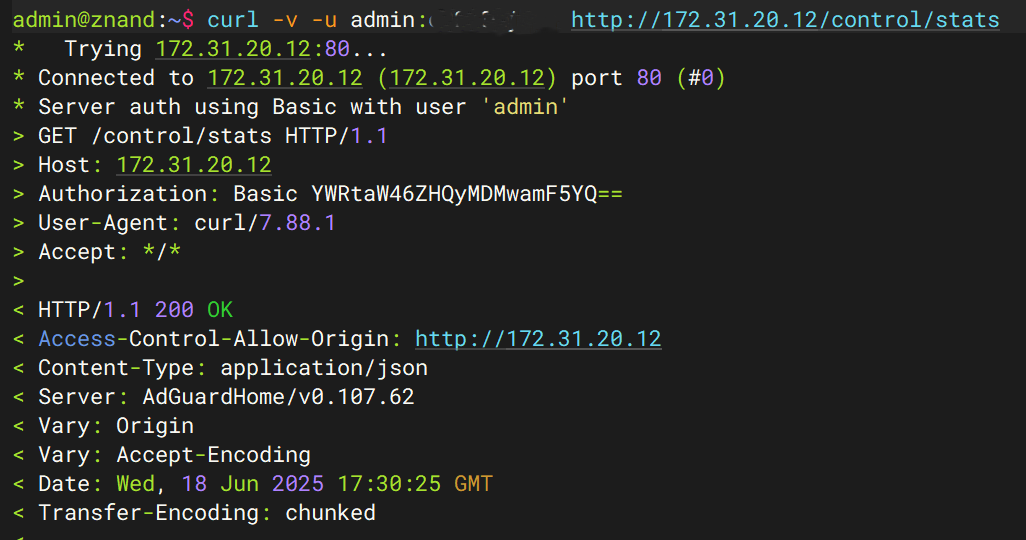 admin@znand:~$ curl -v -u admin: http://172.31.20.12/control/stats
*   Trying 172.31.20.12:80...
* Connected to 172.31.20.12 (172.31.20.12) port 80 (#0)
* Server auth using Basic with user 'admin'
> GET /control/stats HTTP/1.1
> Host: 172.31.20.12
> Authorization: Basic YWRtaW46ZHQyMDMwamF5YQ==
> User-Agent: curl/7.88.1
> Accept: */*
>
< HTTP/1.1 200 OK
< Access-Control-Allow-Origin: http://172.31.20.12
< Content-Type: application/json
< Server: AdGuardHome/v0.107.62
< Vary: Origin
< Vary: Accept-Encoding
< Date: Wed, 18 Jun 2025 17:30:25 GMT
< Transfer-Encoding: chunked
<